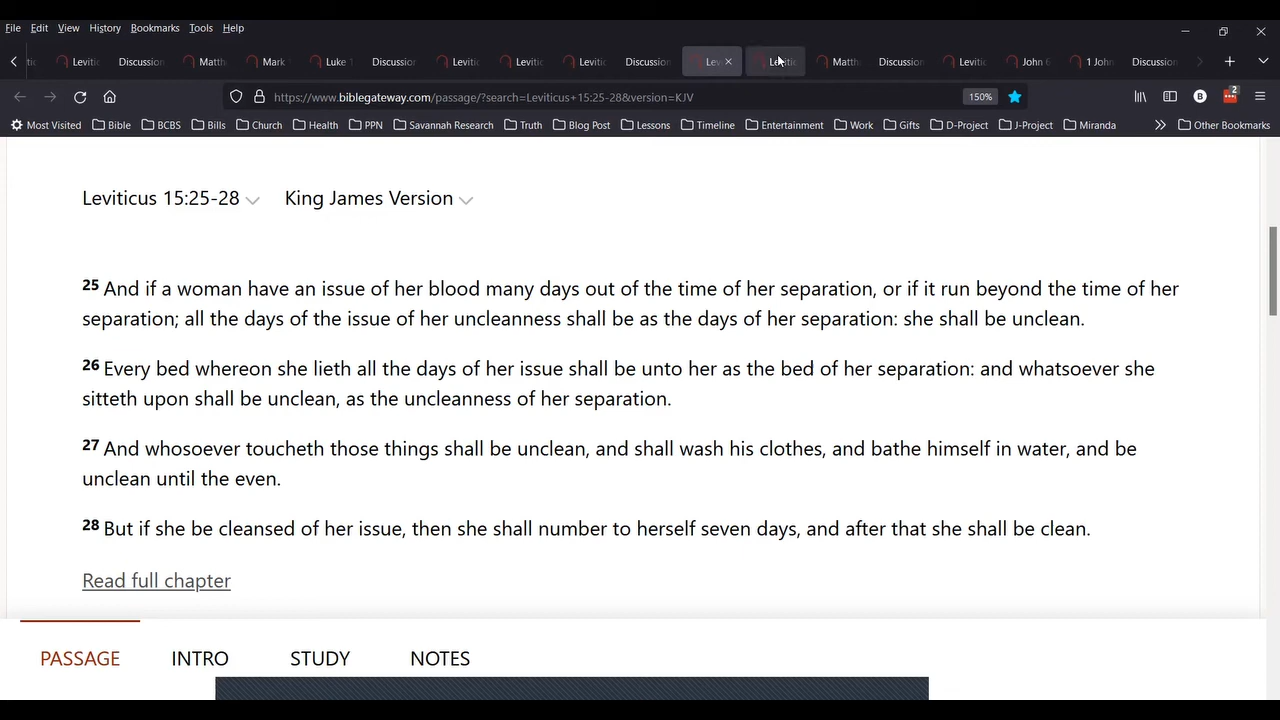 File Edit View History Bookmarks Tools Help
Leviti Discussion Matth Mark Luke 1 Discussion Leviti Leviti Leviti Discussion Lev Leviti Matth Discussion Leviti John 6 1 John Discussion
https://www.biblegateway.com/passage/?search=Leviticus+15:25-28&version=KJV 150% B 2
Most Visited Bible BCBS Bills Church Health PPN Savannah Research Truth Blog Post Lessons Timeline Entertainment Work Gifts D-Project J-Project Miranda Other Bookmarks
Leviticus 15:25-28 King James Version
25 And if a woman have an issue of her blood many days out of the time of her separation, or if it run beyond the time of her
separation; all the days of the issue of her uncleanness shall be as the days of her separation: she shall be unclean.
26 Every bed whereon she lieth all the days of her issue shall be unto her as the bed of her separation: and whatsoever she
sitteth upon shall be unclean, as the uncleanness of her separation.
27 And whosoever toucheth those things shall be unclean, and shall wash his clothes, and bathe himself in water, and be
unclean until the even.
28 But if she be cleansed of her issue, then she shall number to herself seven days, and after that she shall be clean.
Read full chapter
PASSAGE INTRO STUDY NOTES